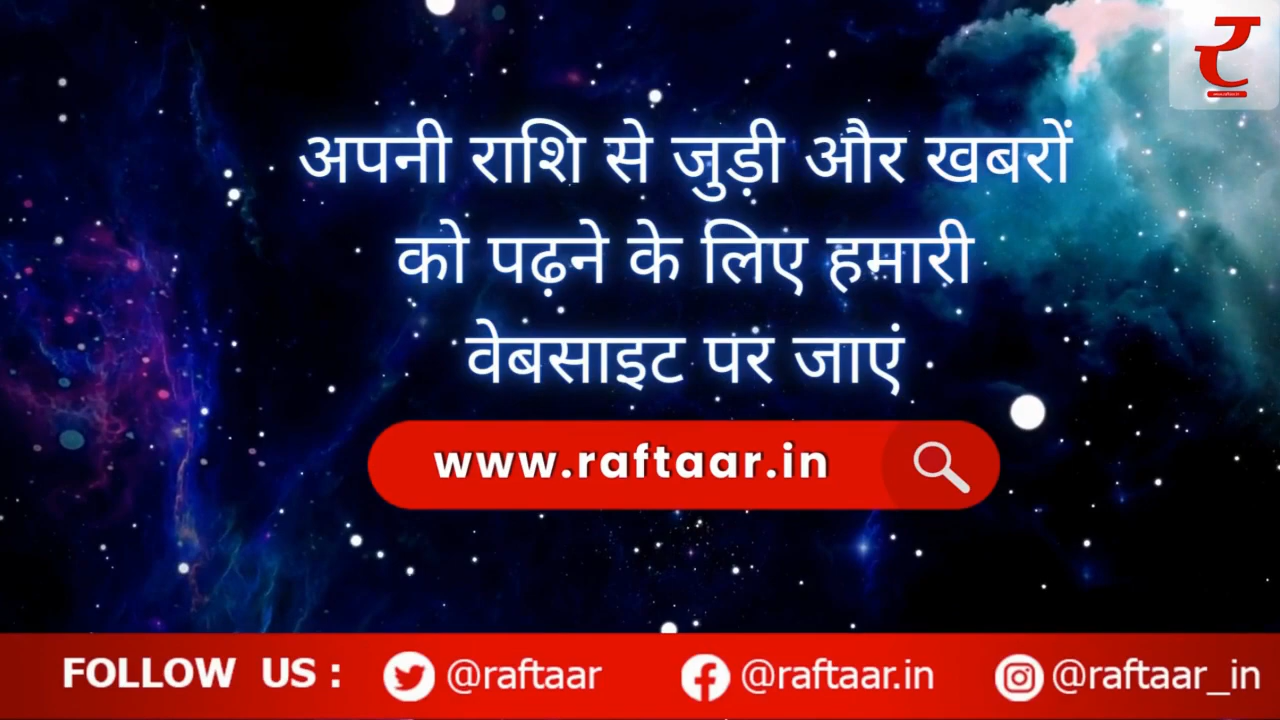 अपनी राशि से जुड़ी और खबरों
को पढ़ने के लिए हमारी
वेबसाइट पर जाएं
www.raftaar.in
FOLLOW US : @raftaar @raftaar.in @raftaar_in